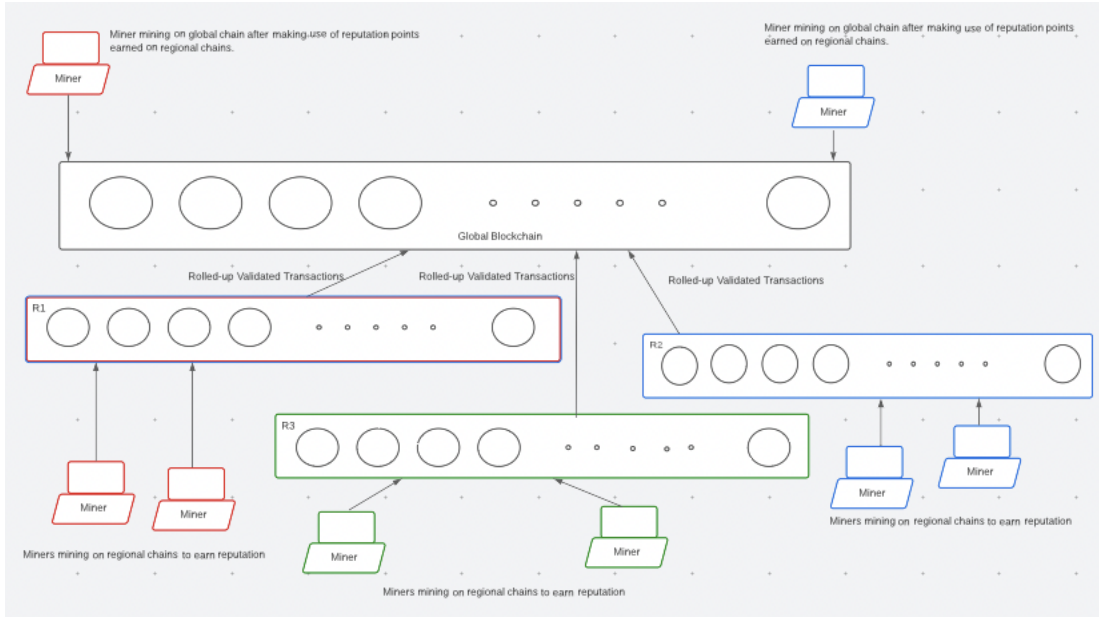 Miner mining on global chain after making use of reputation points
earned on regional chains.
Miner mining on global chain after making use of reputation points
earned on regional chains.
Miner
Miner
Global Blockchain
Rolled-up Validated Transactions
Rolled-up Validated Transactions
Rolled-up Validated Transactions
R1
R2
R3
Miner
Miner
Miner
Miner
Miners mining on regional chains to earn reputation
Miners mining on regional chains to earn reputation
Miner
Miner
Miners mining on regional chains to earn reputation